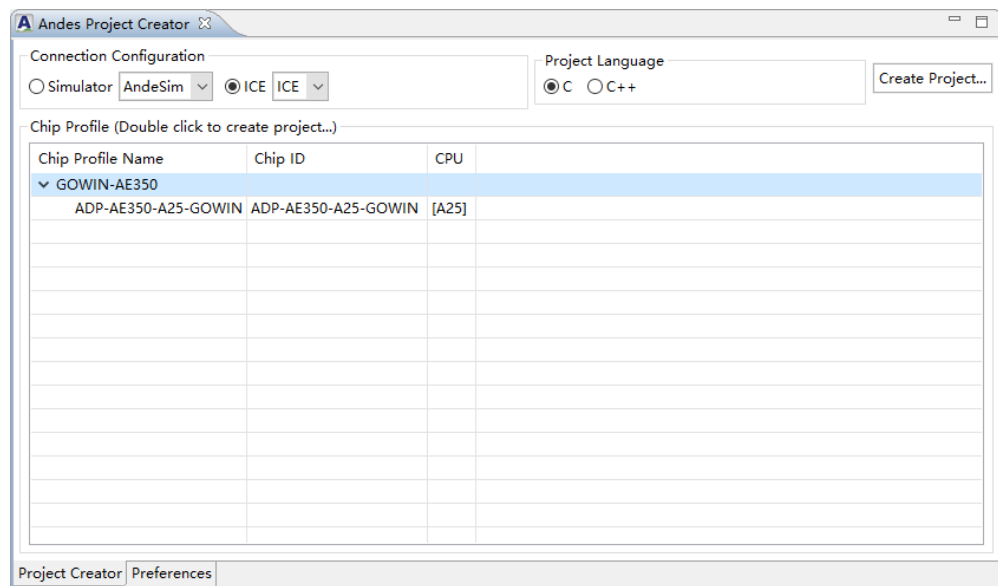 Andes Project Creator
Connection Configuration
Simulator AndeSim ICE ICE
Project Language
C C++
Create Project...
Chip Profile (Double click to create project...)
Chip Profile Name Chip ID CPU
GOWIN-AE350
ADP-AE350-A25-GOWIN ADP-AE350-A25-GOWIN [A25]
Project Creator Preferences